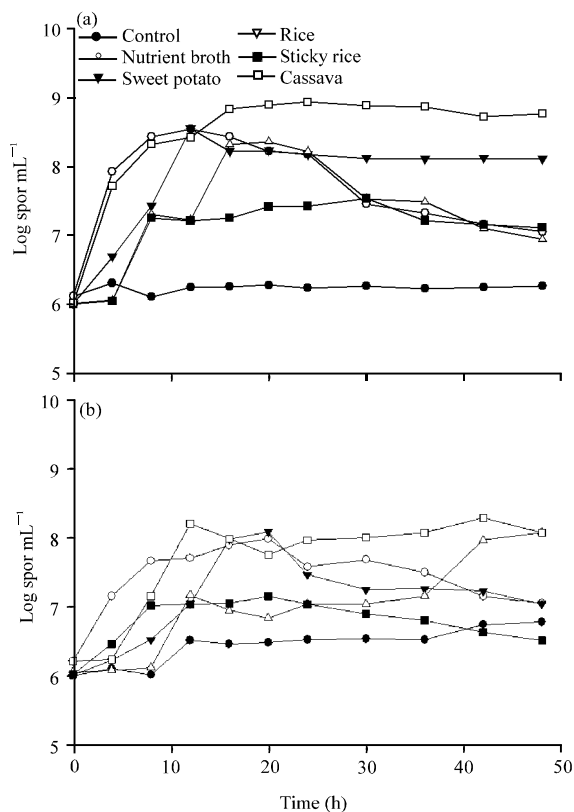 (a)
Control
Nutrient broth
Sweet potato
Rice
Sticky rice
Cassava
10
9
8
7
6
5
Log spor mL⁻¹
(b)
10
9
8
7
6
5
Log spor mL⁻¹
0
10
20
30
40
50
Time (h)